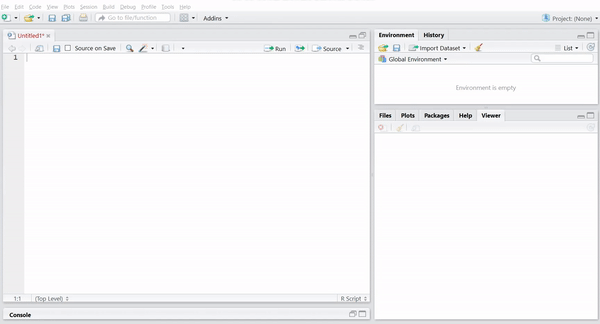 File Edit Code View Plots Session Build Debug Profile Tools Help
Go to file/function Addins Project: (None)
Untitled1*
Source on Save Run Source
1
1:1 (Top Level) R Script
Console
Environment History
Import Dataset List
Global Environment
Environment is empty
Files Plots Packages Help Viewer